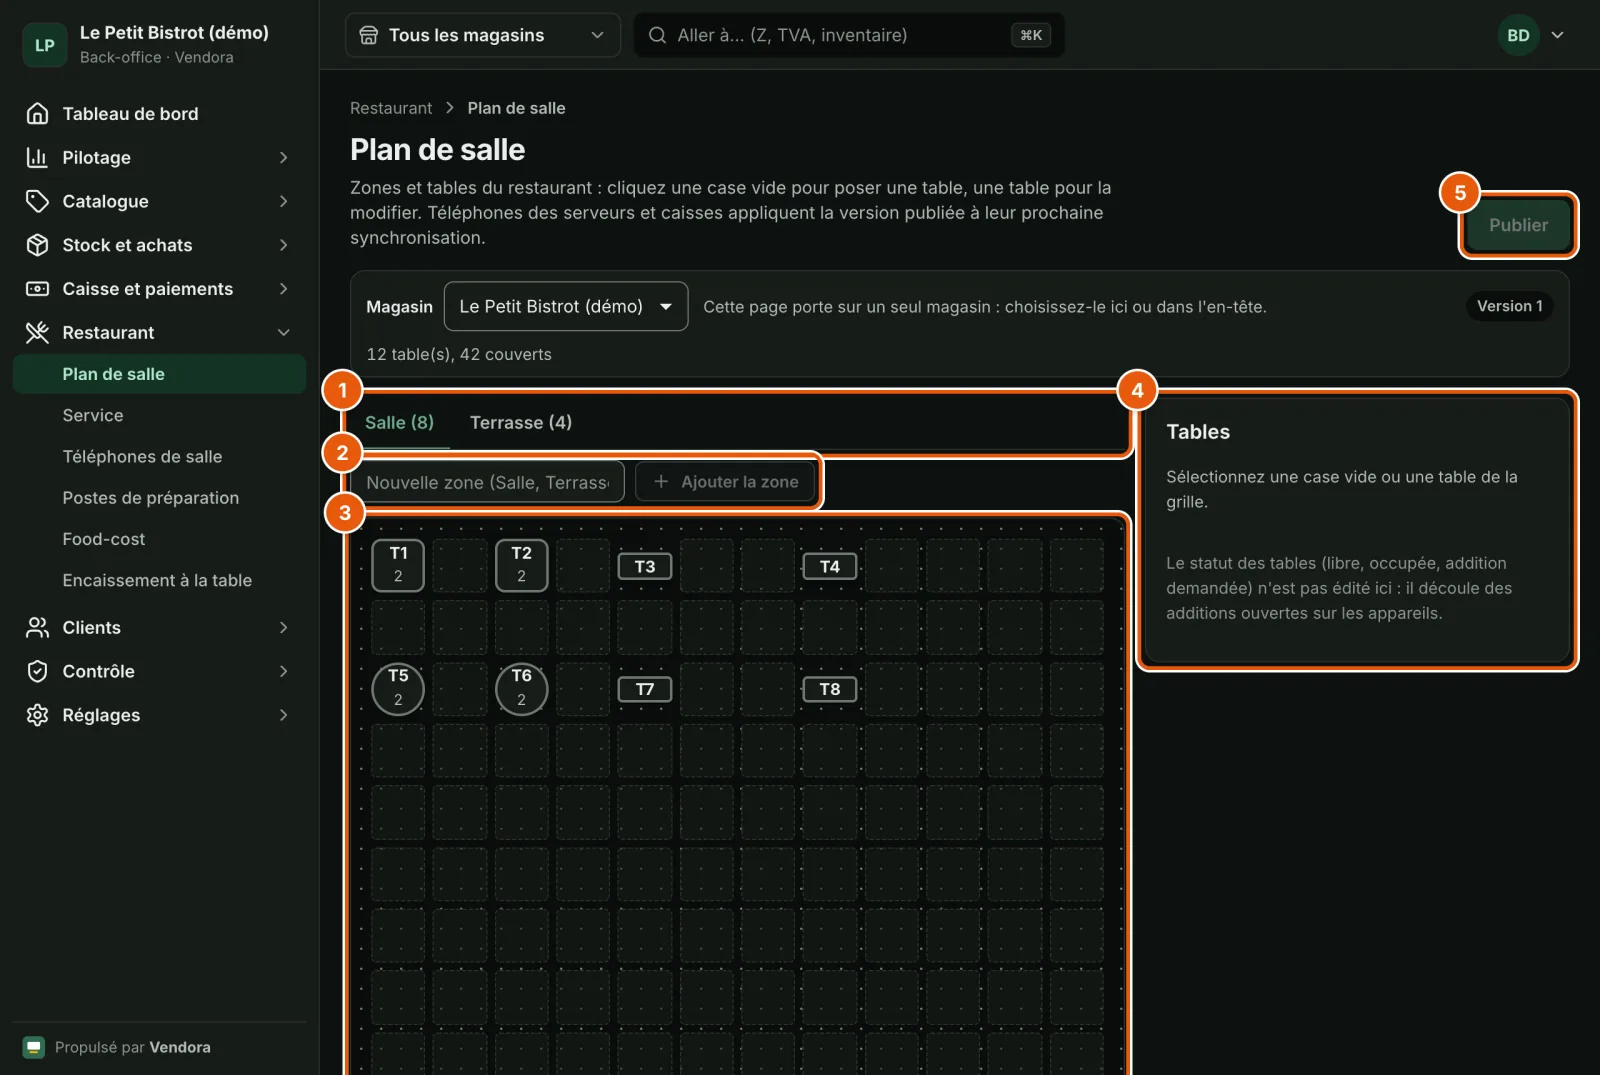 LP
Le Petit Bistrot (démo)
Back-office · Vendora
Tous les magasins
Aller à... (Z, TVA, inventaire)
⌘K
BD
Tableau de bord
Pilotage
Catalogue
Stock et achats
Caisse et paiements
Restaurant
Plan de salle
Service
Téléphones de salle
Postes de préparation
Food-cost
Encaissement à la table
Clients
Contrôle
Réglages
Propulsé par Vendora
Restaurant > Plan de salle
Plan de salle
Zones et tables du restaurant : cliquez une case vide pour poser une table, une table pour la
modifier. Téléphones des serveurs et caisses appliquent la version publiée à leur prochaine
synchronisation.
5
Publier
Magasin
Le Petit Bistrot (démo)
Cette page porte sur un seul magasin : choisissez-le ici ou dans l'en-tête.
Version 1
12 table(s), 42 couverts
1
Salle (8)
Terrasse (4)
2
Nouvelle zone (Salle, Terrass
+ Ajouter la zone
3
T1
2
T2
2
T3
T4
T5
2
T6
2
T7
T8
4
Tables
Sélectionnez une case vide ou une table de la
grille.
Le statut des tables (libre, occupée, addition
demandée) n'est pas édité ici : il découle des
additions ouvertes sur les appareils.